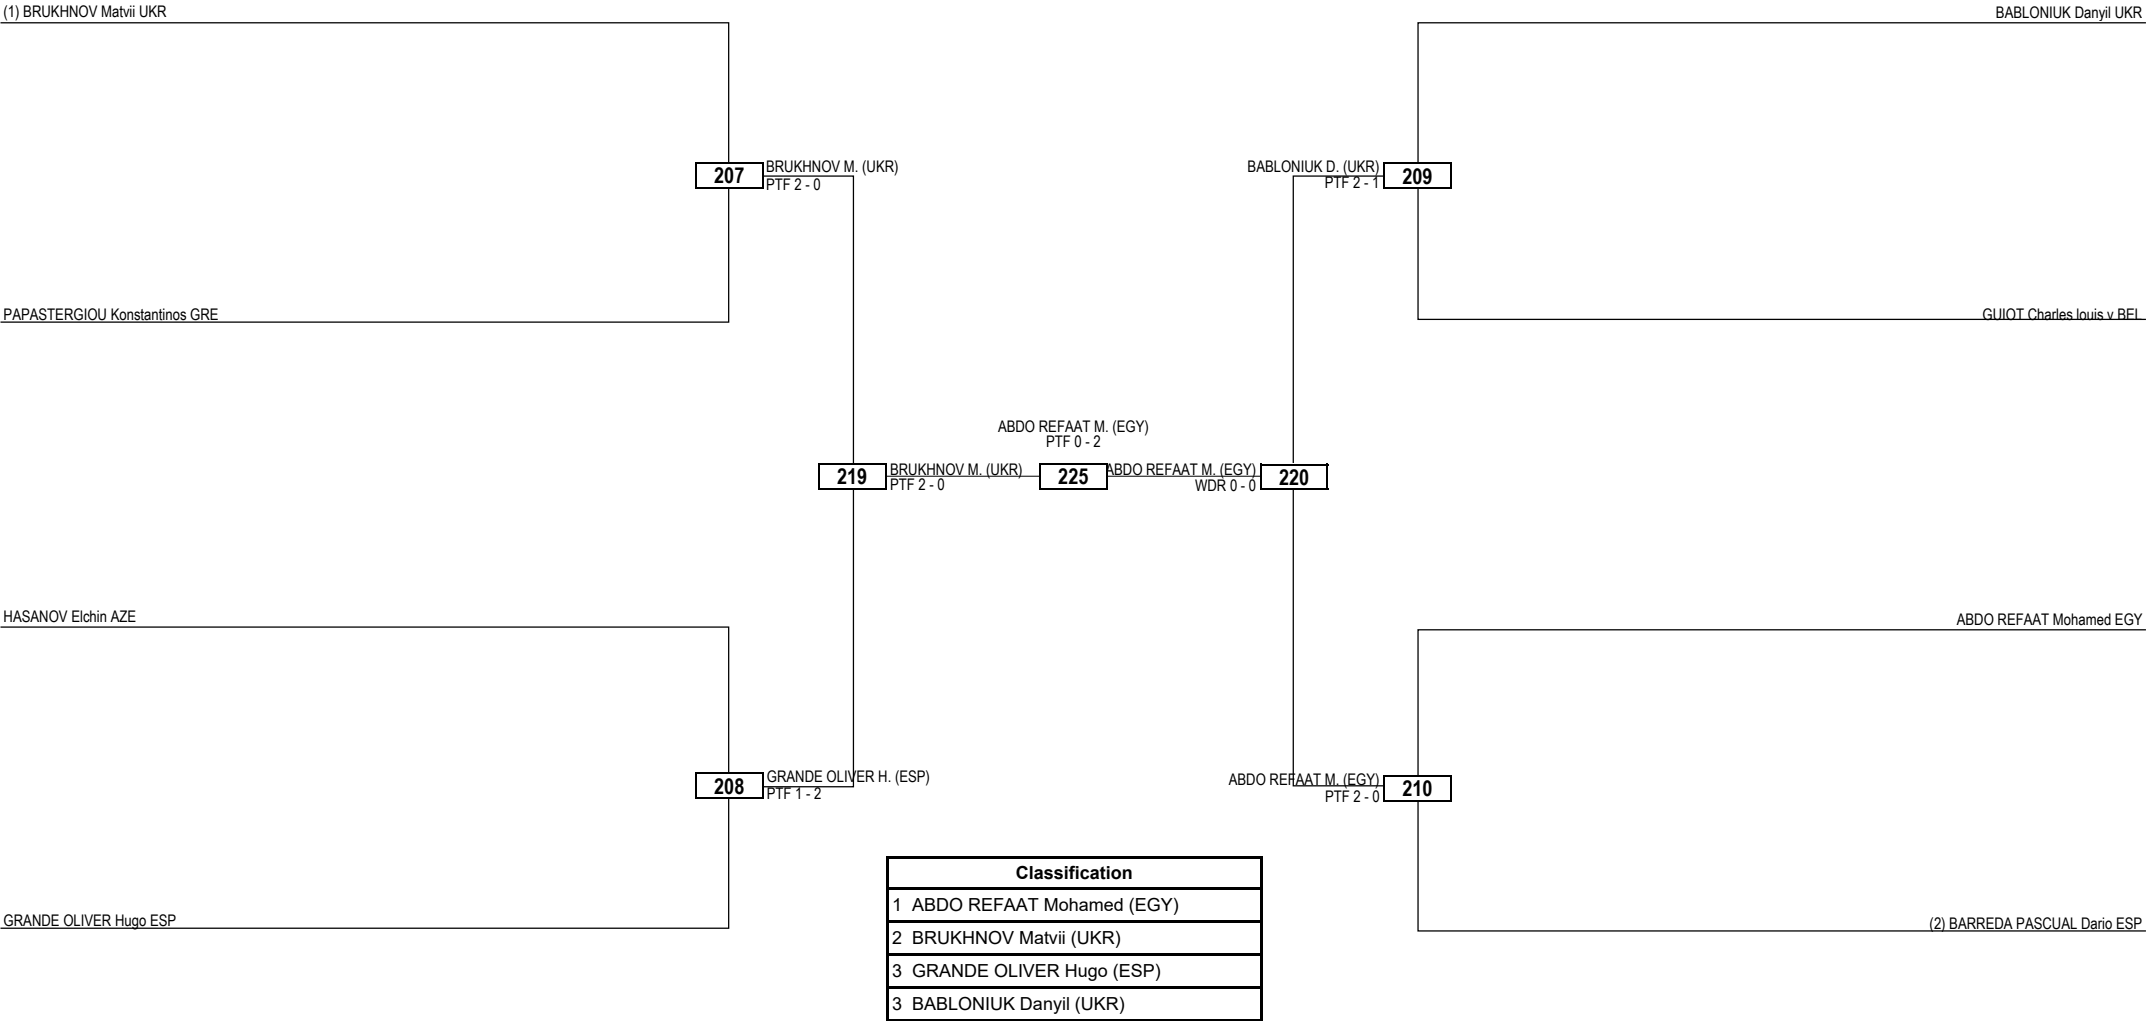 (1) BRUKHNOV Matvii UKR
BABLONIUK Danyil UKR
207
BRUKHNOV M. (UKR)
PTF 2 - 0
BABLONIUK D. (UKR)
PTF 2 - 1
209
PAPASTERGIOU Konstantinos GRE
GUIOT Charles louis v BEL
ABDO REFAAT M. (EGY)
PTF 0 - 2
219
BRUKHNOV M. (UKR)
PTF 2 - 0
225
ABDO REFAAT M. (EGY)
WDR 0 - 0
220
HASANOV Elchin AZE
ABDO REFAAT Mohamed EGY
208
GRANDE OLIVER H. (ESP)
PTF 1 - 2
ABDO REFAAT M. (EGY)
PTF 2 - 0
210
GRANDE OLIVER Hugo ESP
(2) BARREDA PASCUAL Dario ESP
Classification
1 ABDO REFAAT Mohamed (EGY)
2 BRUKHNOV Matvii (UKR)
3 GRANDE OLIVER Hugo (ESP)
3 BABLONIUK Danyil (UKR)